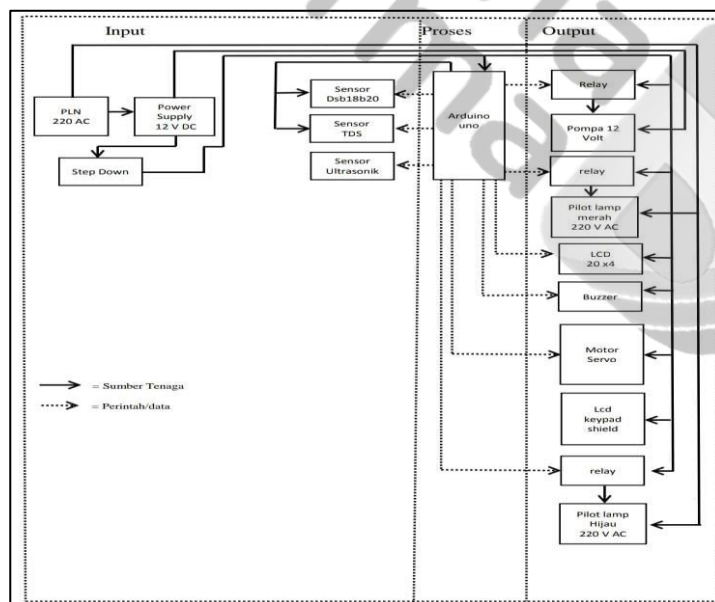 Input
Proses
Output
PLN
220 AC
Power
Supply
12 V DC
Step Down
Sensor
Dsb18b20
Sensor
TDS
Sensor
Ultrasonik
Arduino
uno
Relay
Pompa 12
Volt
relay
Pilot lamp
merah
220 V AC
LCD
20 x4
Buzzer
Motor
Servo
Lcd
keypad
shield
relay
Pilot lamp
Hijau
220 V AC
= Sumber Tenaga
= Perintah/data